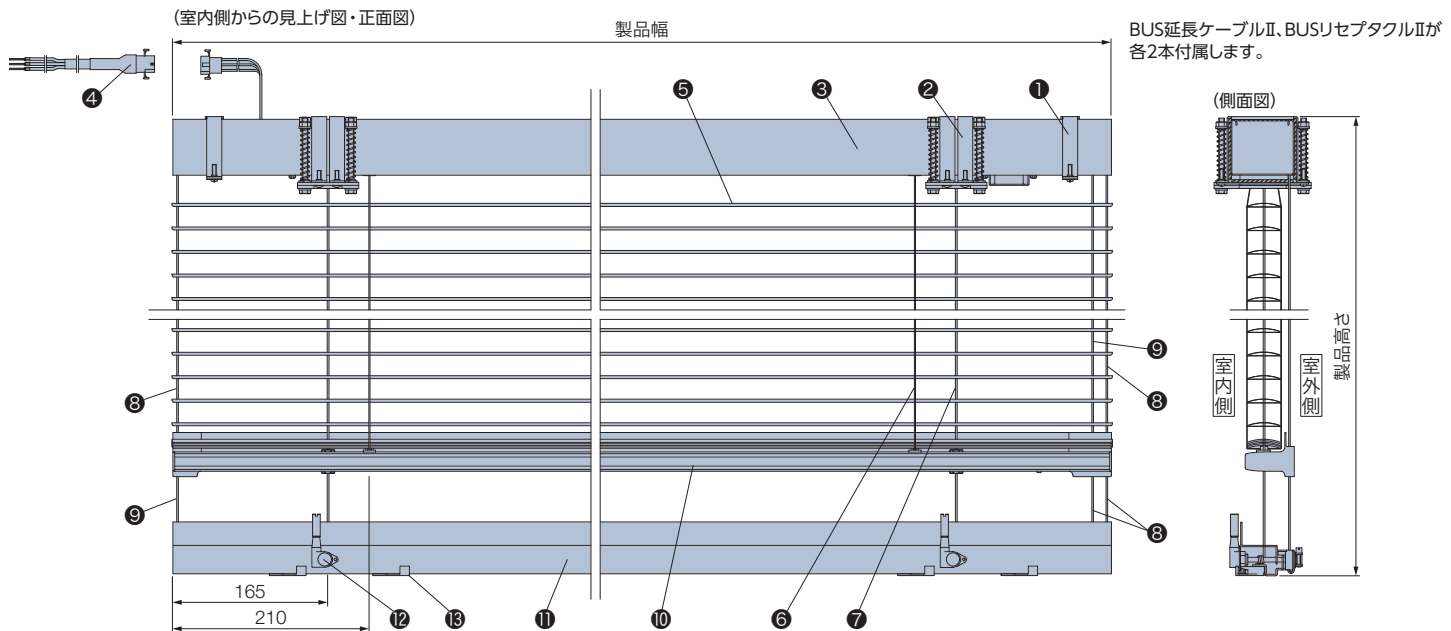 (室内側からの見上げ図・正面図)
製品幅
BUS延長ケーブルⅡ、BUSリセプタクルⅡが
各2本付属します。
(側面図)
❹
❺
❸
❷
❶
❾
❽
❽
❾
❽
室内側
室外側
製品高さ
165
210
⓬
⓭
⓫
❿
❻
❼